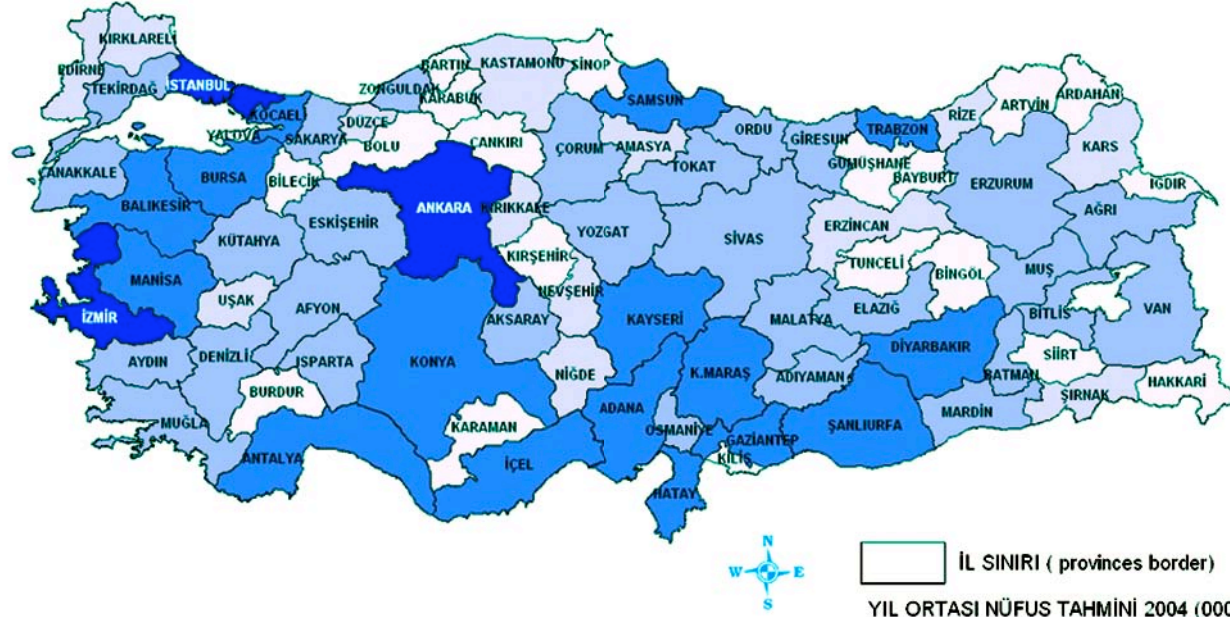 KIRKLARELİ
EDİRNE
TEKİRDAĞ
İSTANBUL
KOCAELİ
YALOVA
SAKARYA
DÜZCE
ZONGULDAK
BARTIN
KARABUK
KASTAMONU
SİNOP
BOLU
ÇANKIRI
SAMSUN
ÇORUM
AMASYA
ORDU
TOKAT
GİRESUN
TRABZON
GÜMÜŞHANE
BAYBURT
RİZE
ARTVİN
ARDAHAN
KARS
IGDIR
ERZURUM
AĞRI
ÇANAKKALE
BALIKESİR
BURSA
BİLECİK
ESKİŞEHİR
ANKARA
KIRIKKALE
YOZGAT
SİVAS
ERZİNCAN
TUNCELİ
BİNGÖL
MUŞ
BİTLİS
VAN
KÜTAHYA
MANİSA
UŞAK
AFYON
İZMİR
KIRŞEHİR
NEVŞEHİR
AKSARAY
KAYSERİ
MALATYA
ELAZIĞ
DİYARBAKIR
BATMAN
SİİRT
HAKKARİ
ŞIRNAK
MARDİN
AYDIN
DENİZLİ
ISPARTA
BURDUR
KONYA
NİĞDE
K.MARAŞ
ADIYAMAN
MUĞLA
ANTALYA
KARAMAN
İÇEL
ADANA
OSMANİYE
GAZİANTEP
KİLİŞ
ŞANLIURFA
HATAY
N
W E
S
İL SINIRI ( provinces border)
YIL ORTASI NÜFUS TAHMİNİ 2004 (000